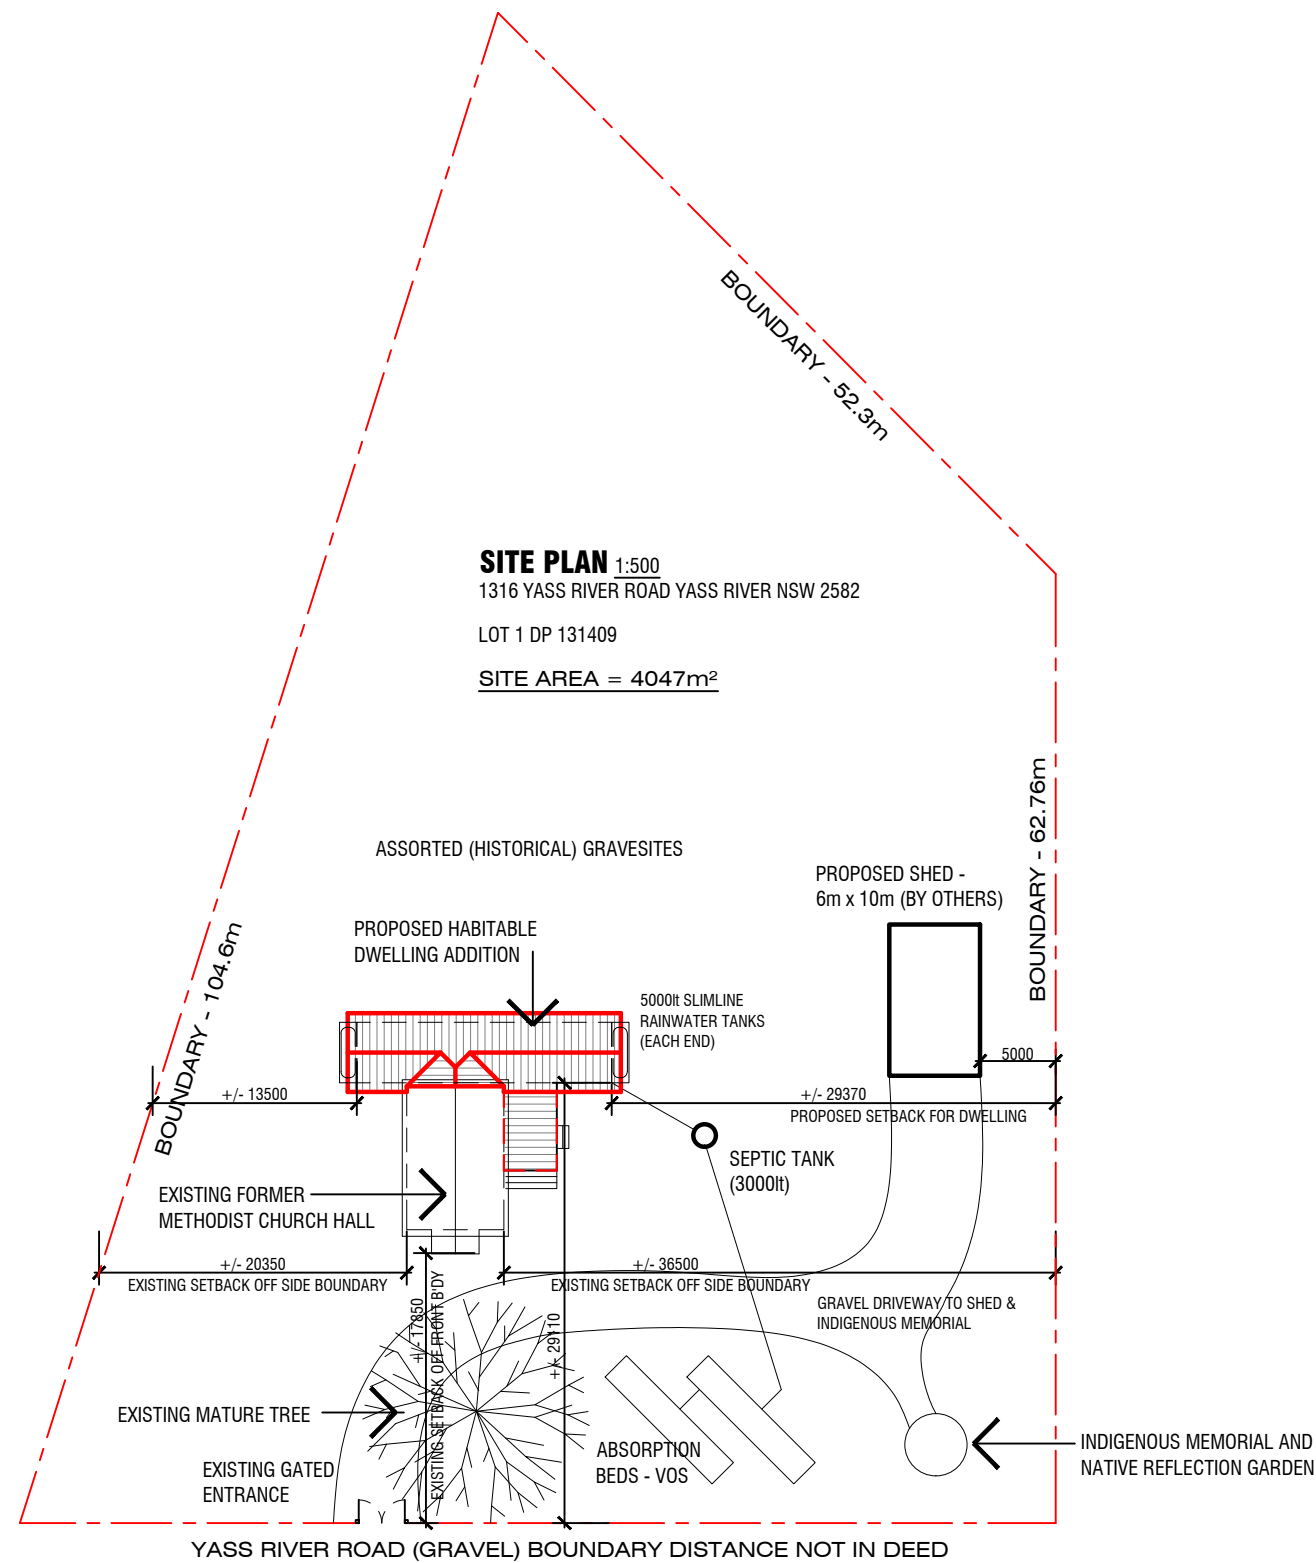 BOUNDARY - 52.3m
SITE PLAN 1:500
1316 YASS RIVER ROAD YASS RIVER NSW 2582
LOT 1 DP 131409
SITE AREA = 4047m²
BOUNDARY - 62.76m
ASSORTED (HISTORICAL) GRAVESITES
PROPOSED SHED -
6m x 10m (BY OTHERS)
PROPOSED HABITABLE
DWELLING ADDITION
BOUNDARY - 104.6m
5000lt SLIMLINE
RAINWATER TANKS
(EACH END)
5000
+/- 13500
+/- 29370
PROPOSED SETBACK FOR DWELLING
SEPTIC TANK
(3000lt)
EXISTING FORMER
METHODIST CHURCH HALL
+/- 20350
EXISTING SETBACK OFF SIDE BOUNDARY
+/- 36500
EXISTING SETBACK OFF SIDE BOUNDARY
+/- 17850
EXISTING SETBACK OFF FRONT B'DY
+/- 29110
GRAVEL DRIVEWAY TO SHED &
INDIGENOUS MEMORIAL
EXISTING MATURE TREE
EXISTING GATED
ENTRANCE
ABSORPTION
BEDS - VOS
INDIGENOUS MEMORIAL AND
NATIVE REFLECTION GARDEN
YASS RIVER ROAD (GRAVEL) BOUNDARY DISTANCE NOT IN DEED